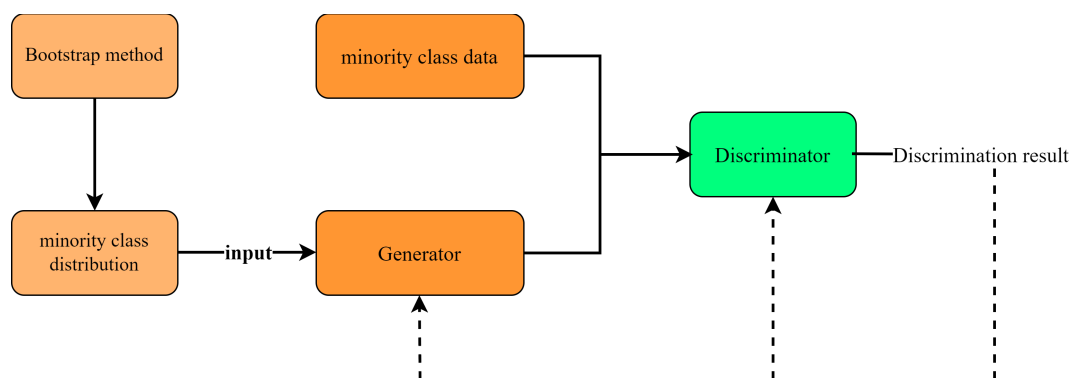 Bootstrap method
minority class data
Discriminator
Discrimination result
minority class
distribution
input
Generator